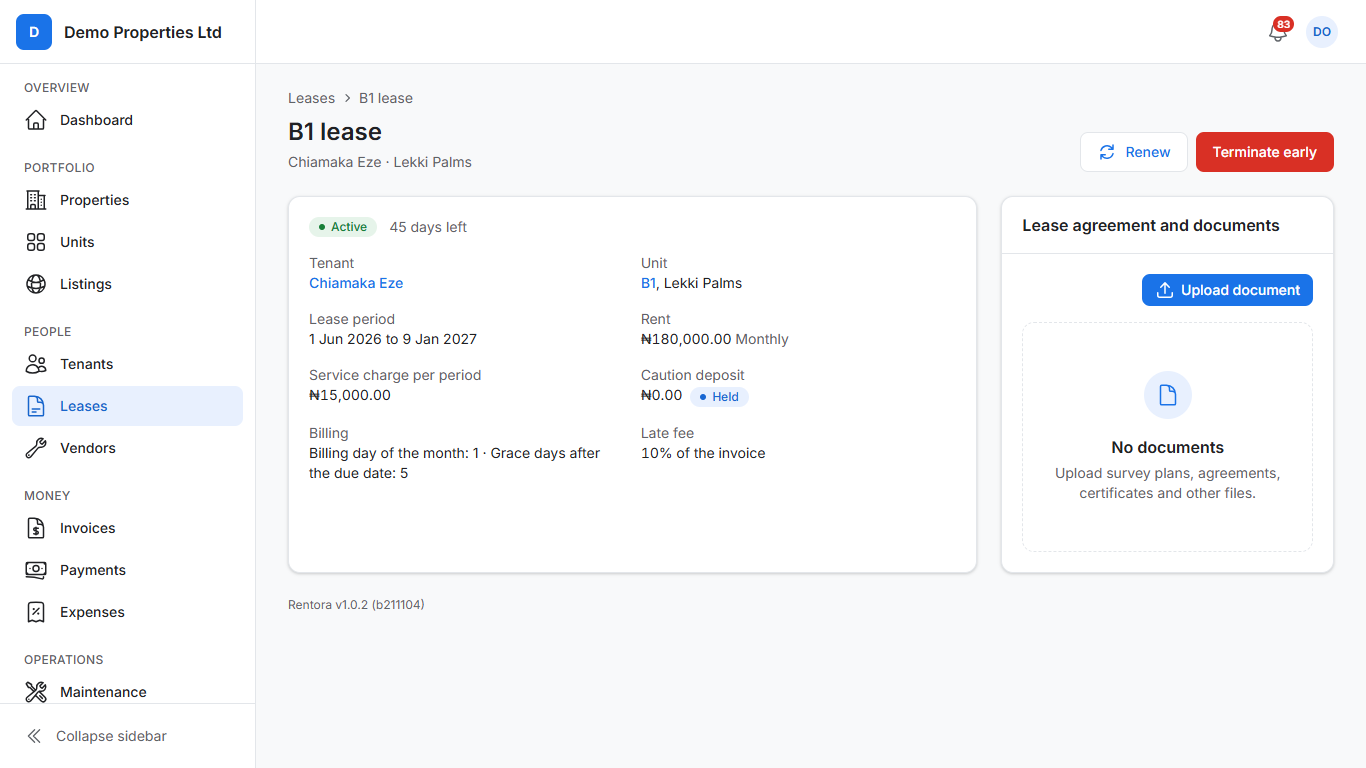 D Demo Properties Ltd
83
DO
OVERVIEW
Dashboard
PORTFOLIO
Properties
Units
Listings
PEOPLE
Tenants
Leases
Vendors
MONEY
Invoices
Payments
Expenses
OPERATIONS
Maintenance
Collapse sidebar
Leases > B1 lease
B1 lease
Chiamaka Eze · Lekki Palms
Renew
Terminate early
Active 45 days left
Tenant
Chiamaka Eze
Unit
B1, Lekki Palms
Lease period
1 Jun 2026 to 9 Jan 2027
Rent
₦180,000.00 Monthly
Service charge per period
₦15,000.00
Caution deposit
₦0.00 Held
Billing
Billing day of the month: 1 · Grace days after
the due date: 5
Late fee
10% of the invoice
Lease agreement and documents
Upload document
No documents
Upload survey plans, agreements,
certificates and other files.
Rentora v1.0.2 (b211104)